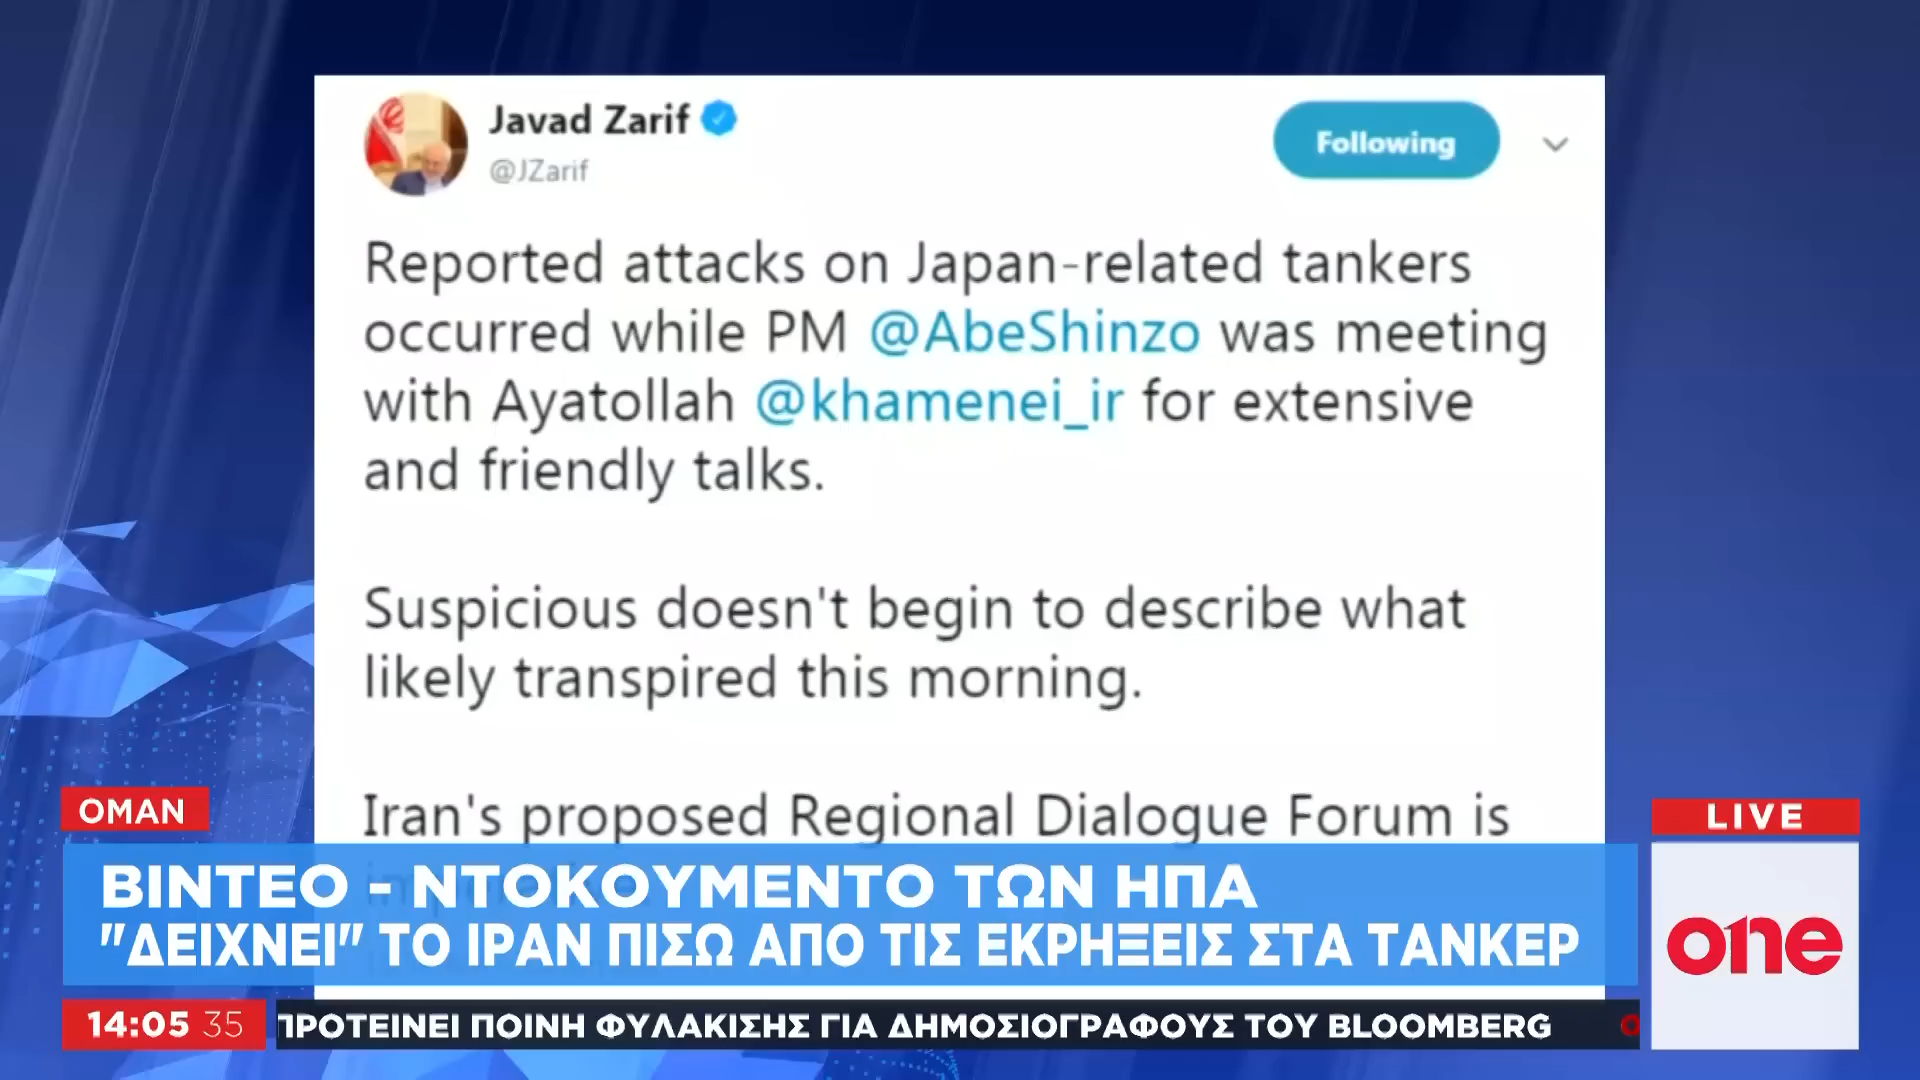 Javad Zarif
@JZarif
Following
Reported attacks on Japan-related tankers
occurred while PM @AbeShinzo was meeting
with Ayatollah @khamenei_ir for extensive
and friendly talks.
Suspicious doesn't begin to describe what
likely transpired this morning.
Iran's proposed Regional Dialogue Forum is
ΟΜΑΝ
ΒΙΝΤΕΟ - ΝΤΟΚΟΥΜΕΝΤΟ ΤΩΝ ΗΠΑ
"ΔΕΙΧΝΕΙ" ΤΟ ΙΡΑΝ ΠΙΣΩ ΑΠΟ ΤΙΣ ΕΚΡΗΞΕΙΣ ΣΤΑ ΤΑΝΚΕΡ
LIVE
one
14:05 35
ΠΡΟΤΕΙΝΕΙ ΠΟΙΝΗ ΦΥΛΑΚΙΣΗΣ ΓΙΑ ΔΗΜΟΣΙΟΓΡΑΦΟΥΣ ΤΟΥ BLOOMBERG